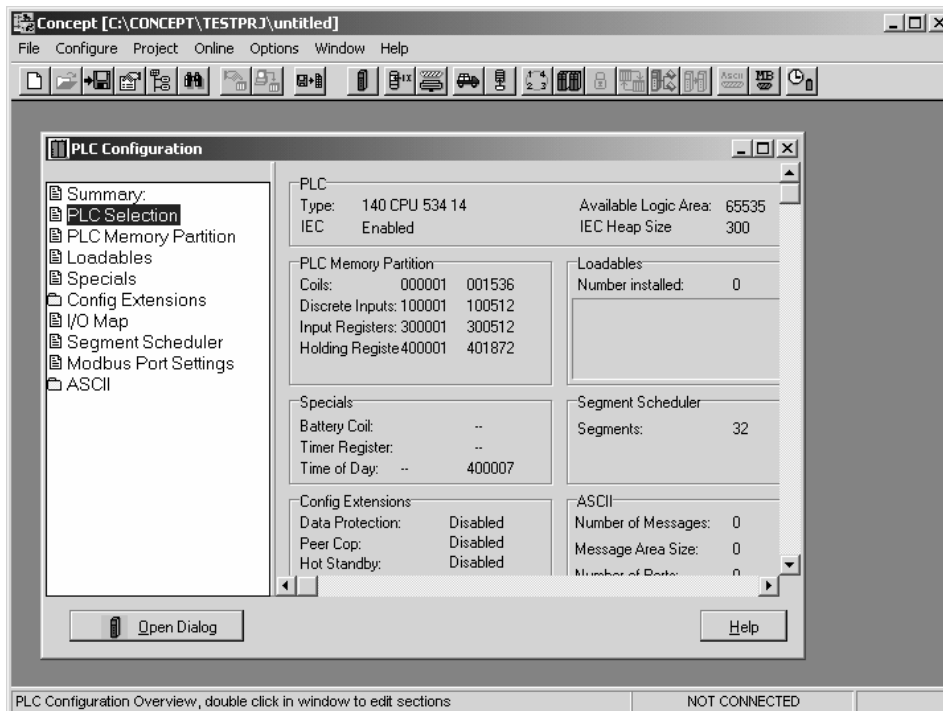 Concept [C:\CONCEPT\TESTPRJ\untitled]
File Configure Project Online Options Window Help
PLC Configuration
Summary:
PLC Selection
PLC Memory Partition
Loadables
Specials
Config Extensions
I/O Map
Segment Scheduler
Modbus Port Settings
ASCII
PLC
Type: 140 CPU 534 14 Available Logic Area: 65535
IEC Enabled IEC Heap Size 300
PLC Memory Partition
Coils: 000001 001536
Discrete Inputs: 100001 100512
Input Registers: 300001 300512
Holding Registe 400001 401872
Loadables
Number installed: 0
Specials
Battery Coil: --
Timer Register: --
Time of Day: -- 400007
Segment Scheduler
Segments: 32
Config Extensions
Data Protection: Disabled
Peer Cop: Disabled
Hot Standby: Disabled
ASCII
Number of Messages: 0
Message Area Size: 0
Number of Ports: 0
Open Dialog
Help
PLC Configuration Overview, double click in window to edit sections NOT CONNECTED